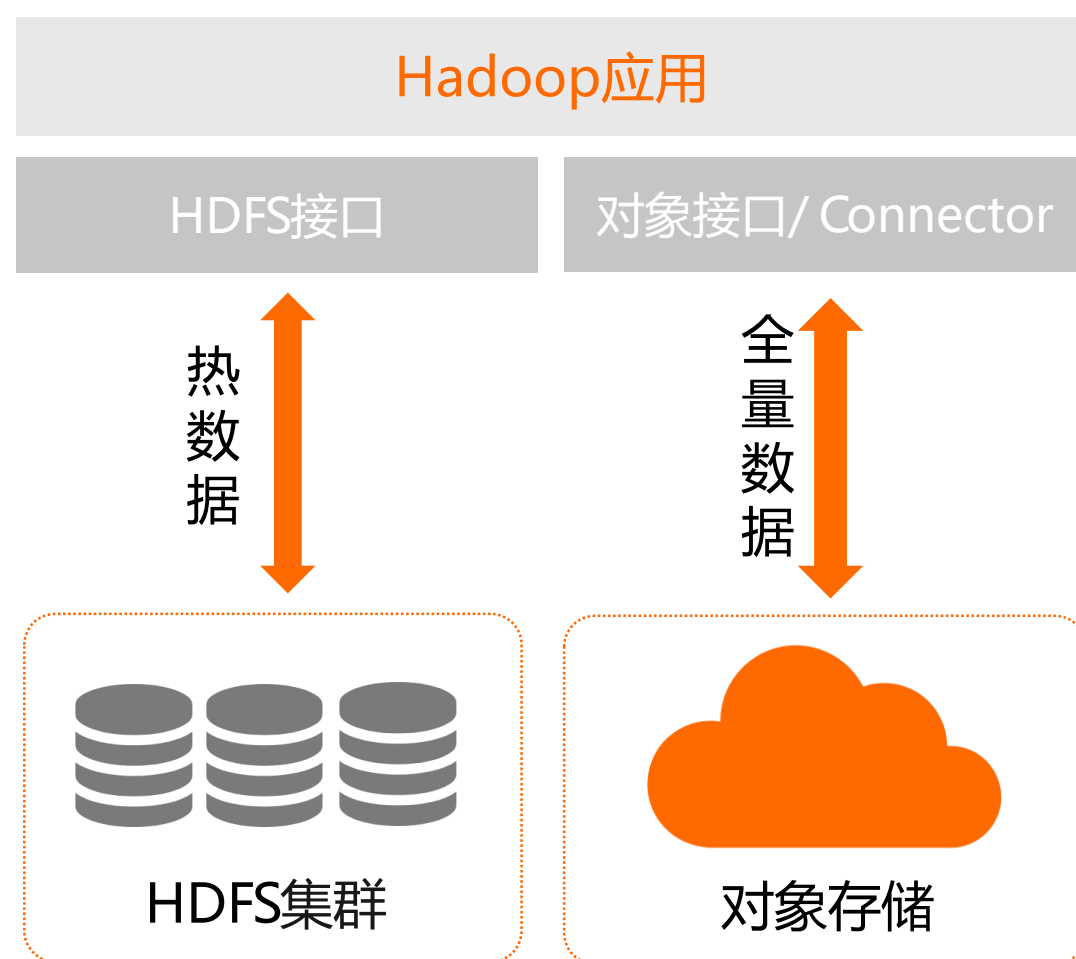 Hadoop应用
HDFS接口
对象接口/ Connector
热数据
全量数据
HDFS集群
对象存储